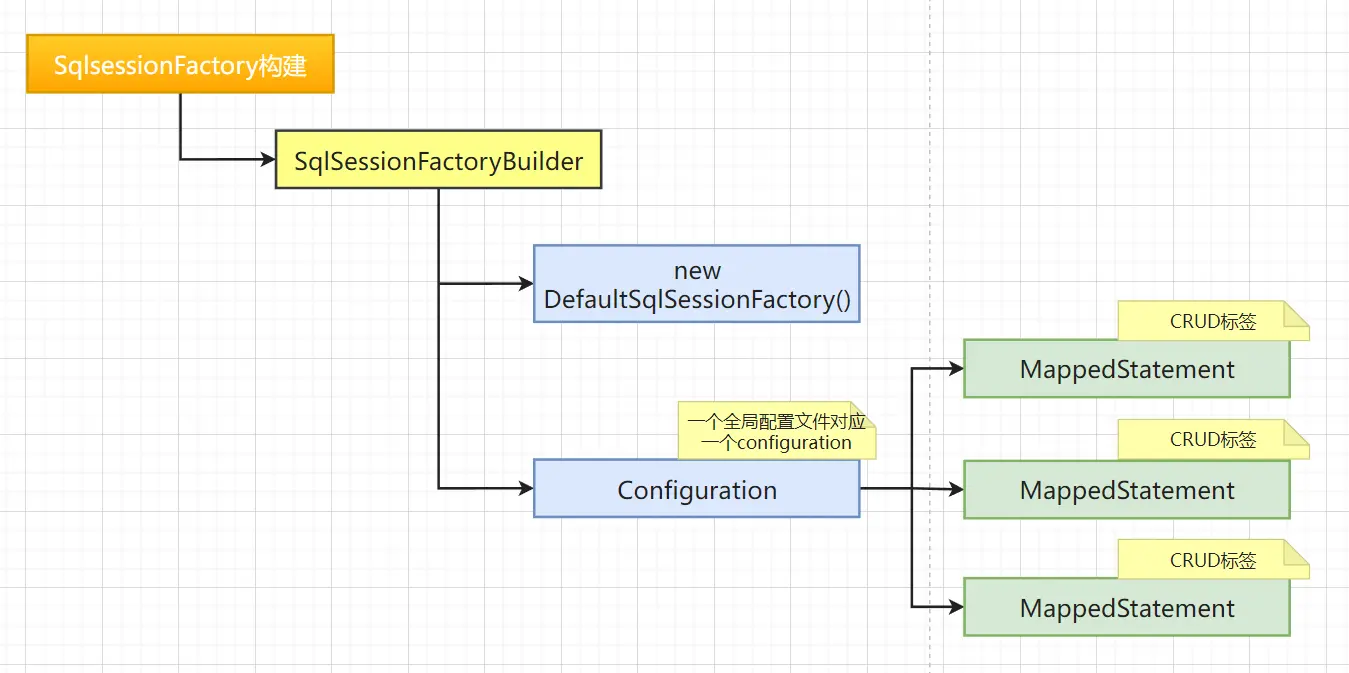 SqlsessionFactory构建
SqlSessionFactoryBuilder
new
DefaultSqlSessionFactory()
CRUD标签
MappedStatement
一个全局配置文件对应
一个configuration
Configuration
CRUD标签
MappedStatement
CRUD标签
MappedStatement